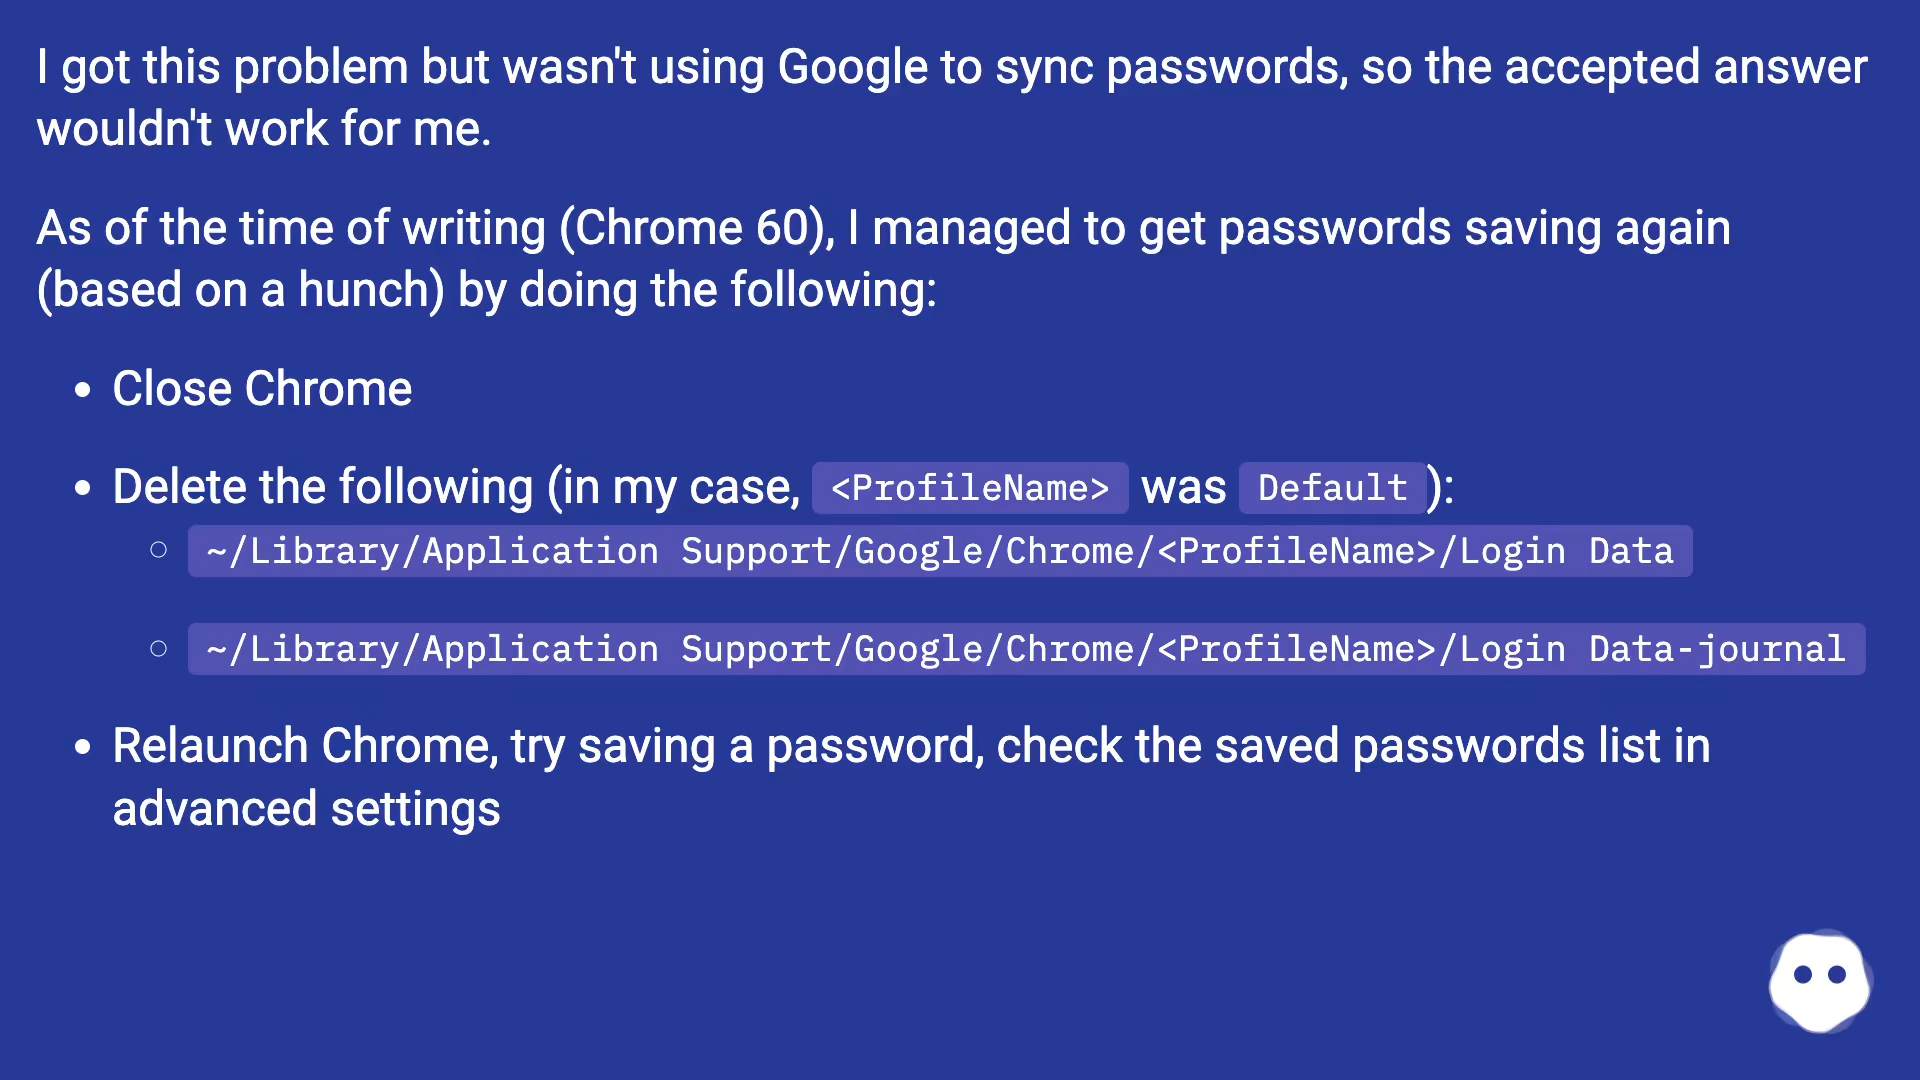 I got this problem but wasn't using Google to sync passwords, so the accepted answer
wouldn't work for me.
As of the time of writing (Chrome 60), I managed to get passwords saving again
(based on a hunch) by doing the following:
• Close Chrome
• Delete the following (in my case, <ProfileName> was Default):
○ ~/Library/Application Support/Google/Chrome/<ProfileName>/Login Data
○ ~/Library/Application Support/Google/Chrome/<ProfileName>/Login Data-journal
• Relaunch Chrome, try saving a password, check the saved passwords list in
advanced settings